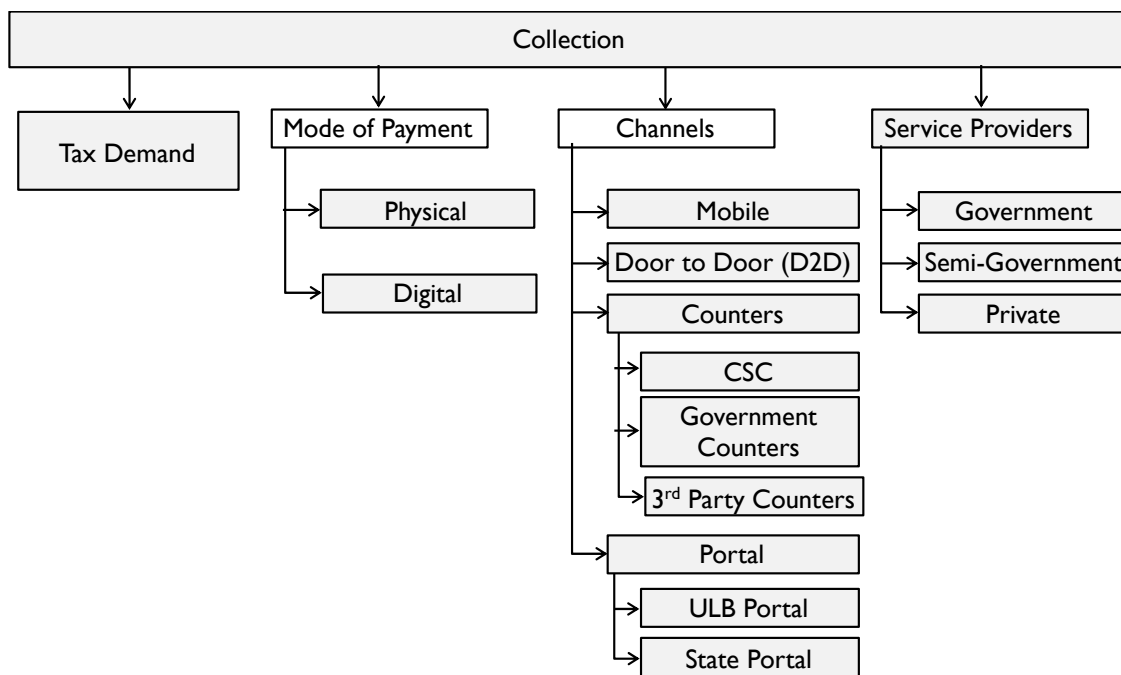 Collection
Tax Demand
Mode of Payment
Physical
Digital
Channels
Mobile
Door to Door (D2D)
Counters
CSC
Government
Counters
3rd Party Counters
Portal
ULB Portal
State Portal
Service Providers
Government
Semi-Government
Private